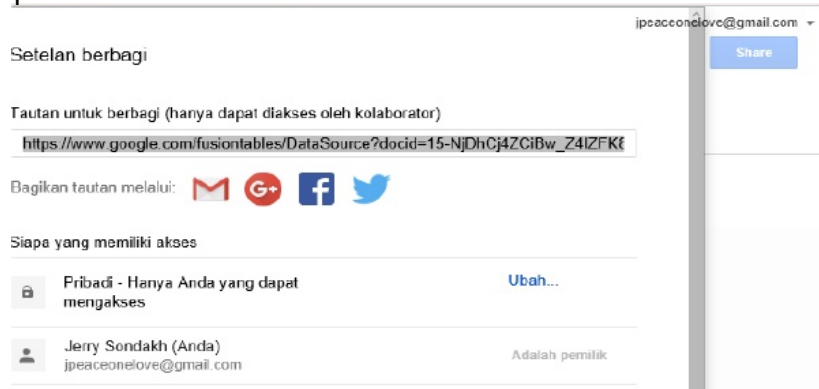 jpeaceonelove@gmail.com
Setelan berbagi
Share
Tautan untuk berbagi (hanya dapat diakses oleh kolaborator)
https://www.google.com/fusiontables/DataSource?docid=15-NjDhCj4ZCiBw_Z4IZFK8
Bagikan tautan melalui:
G+
Siapa yang memiliki akses
Pribadi - Hanya Anda yang dapat
mengakses
Ubah...
Jerry Sondakh (Anda)
jpeaceonelove@gmail.com
Adalah pemilik